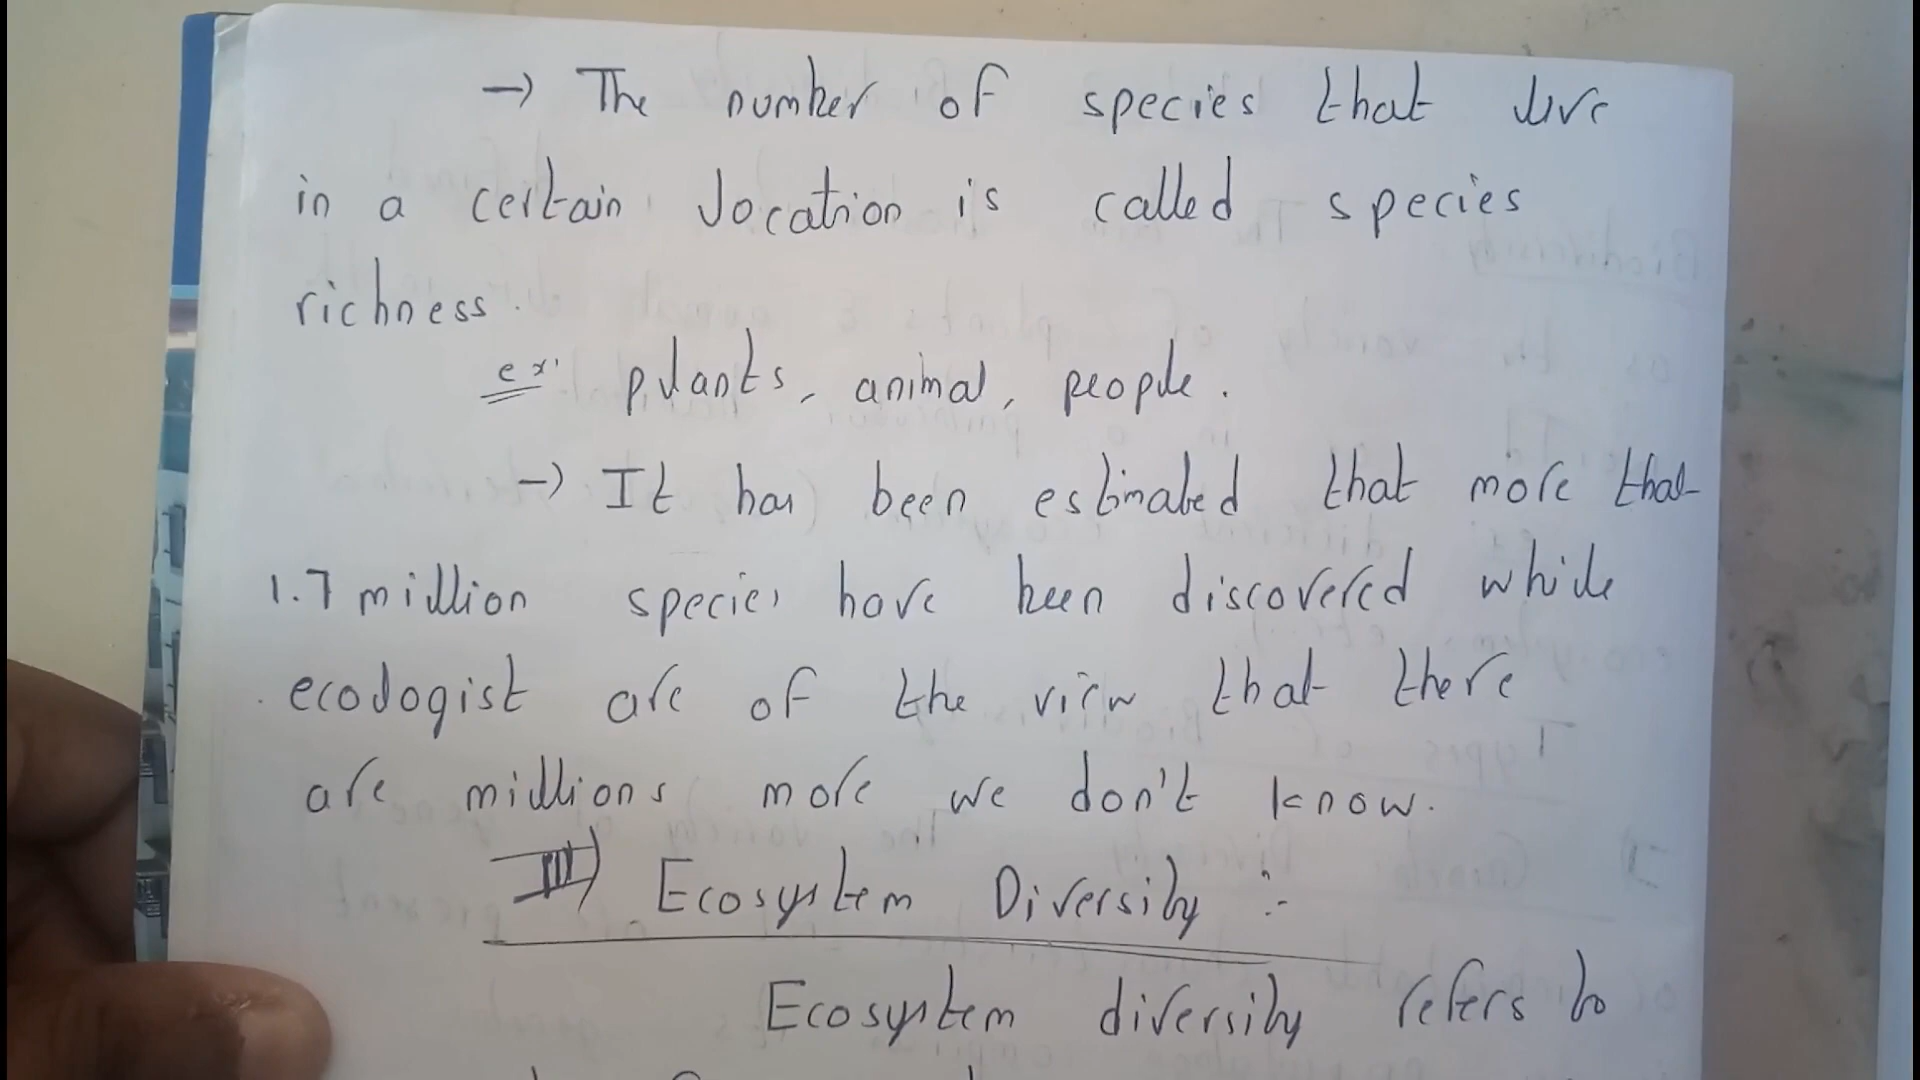 → The number of species that live
in a certain location is called species
richness.
ex: plants, animal, people.
→ It has been estimated that more that
1.7 million species have been discovered while
ecologist are of the view that there
are millions more we don't know.
III) Ecosystem Diversity :-
Ecosystem diversity refers to